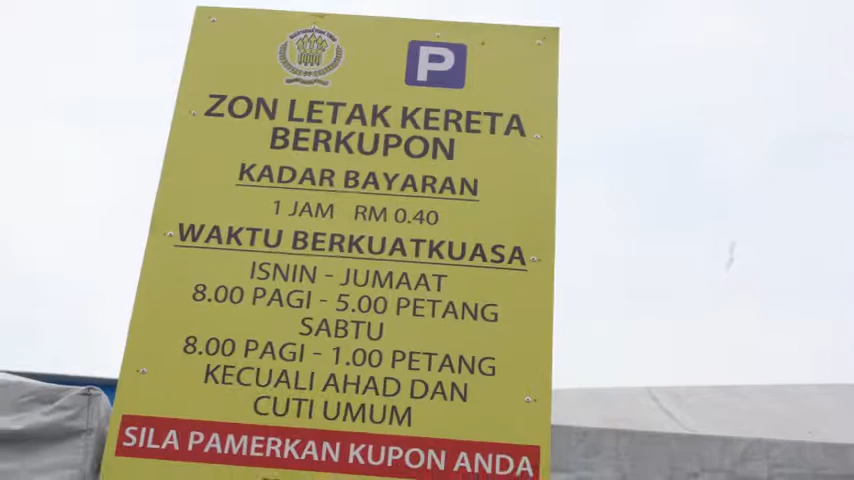 P
ZON LETAK KERETA
BERKUPON
KADAR BAYARAN
1 JAM RM 0.40
WAKTU BERKUATKUASA
ISNIN - JUMAAT
8.00 PAGI - 5.00 PETANG
SABTU
8.00 PAGI - 1.00 PETANG
KECUALI AHAD DAN
CUTI UMUM
SILA PAMERKAN KUPON ANDA